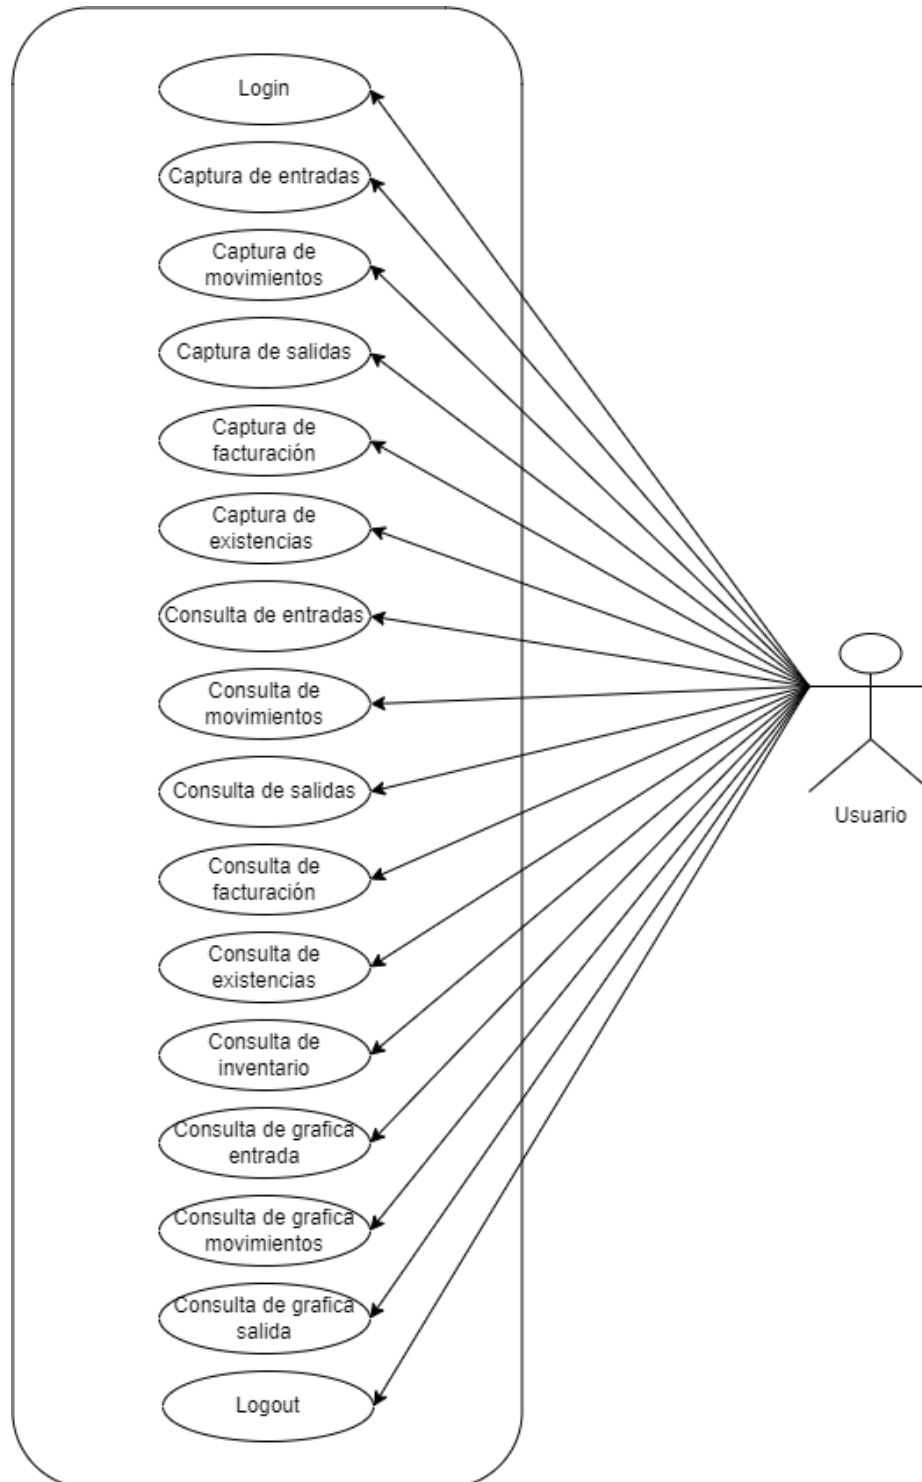 Login
Captura de entradas
Captura de
movimientos
Captura de salidas
Captura de
facturación
Captura de
existencias
Consulta de entradas
Consulta de
movimientos
Consulta de salidas
Consulta de
facturación
Consulta de
existencias
Consulta de
inventario
Consulta de grafica
entrada
Consulta de grafica
movimientos
Consulta de grafica
salida
Logout
Usuario